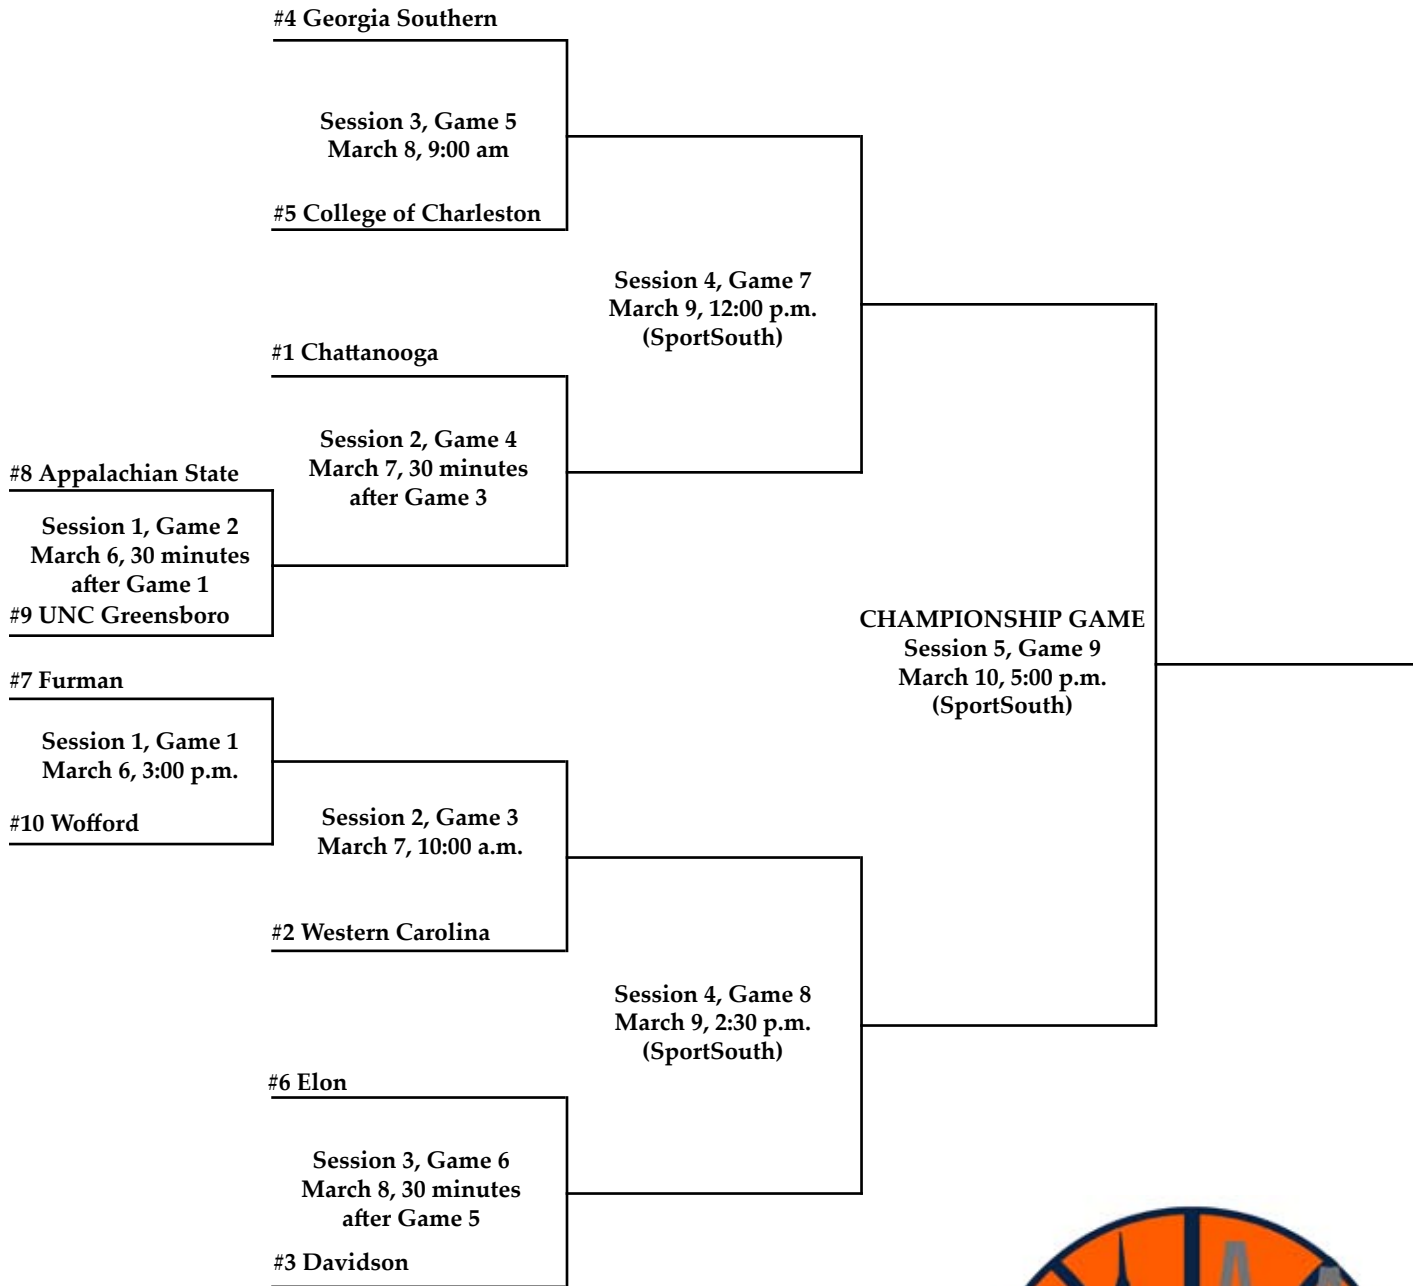 #4 Georgia Southern
Session 3, Game 5
March 8, 9:00 am
#5 College of Charleston
Session 4, Game 7
March 9, 12:00 p.m.
(SportSouth)
#1 Chattanooga
Session 2, Game 4
March 7, 30 minutes
after Game 3
#8 Appalachian State
Session 1, Game 2
March 6, 30 minutes
after Game 1
#9 UNC Greensboro
CHAMPIONSHIP GAME
Session 5, Game 9
March 10, 5:00 p.m.
(SportSouth)
#7 Furman
Session 1, Game 1
March 6, 3:00 p.m.
#10 Wofford
Session 2, Game 3
March 7, 10:00 a.m.
#2 Western Carolina
Session 4, Game 8
March 9, 2:30 p.m.
(SportSouth)
#6 Elon
Session 3, Game 6
March 8, 30 minutes
after Game 5
#3 Davidson